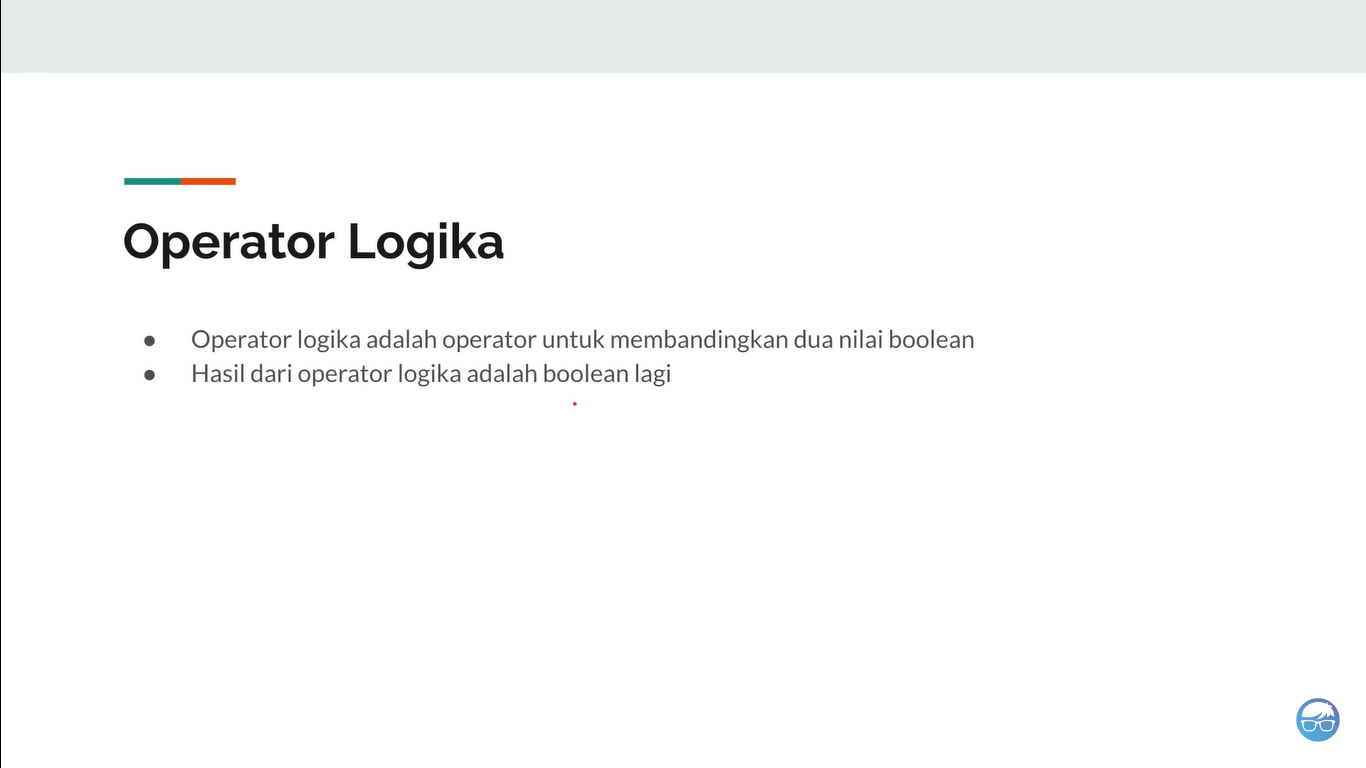 Operator Logika
● Operator logika adalah operator untuk membandingkan dua nilai boolean
● Hasil dari operator logika adalah boolean lagi